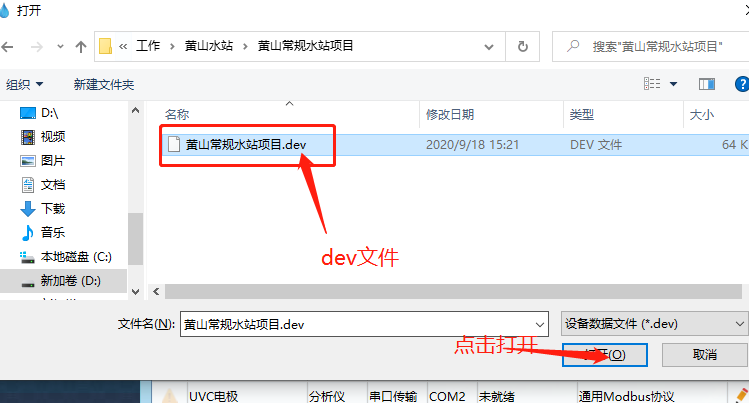 打开
« 工作 › 黄山水站 › 黄山常规水站项目
搜索"黄山常规水站项目"
组织 新建文件夹
名称 修改日期 类型 大小
D:\
视频
图片
文档
下载
音乐
本地磁盘 (C:)
新加卷 (D:)
黄山常规水站项目.dev 2020/9/18 15:21 DEV 文件 64 K
dev文件
文件名(N): 黄山常规水站项目.dev 设备数据文件 (*.dev)
点击打开
打开(O) 取消
UVC电极 分析仪 串口传输 COM2 未就绪 通用Modbus协议